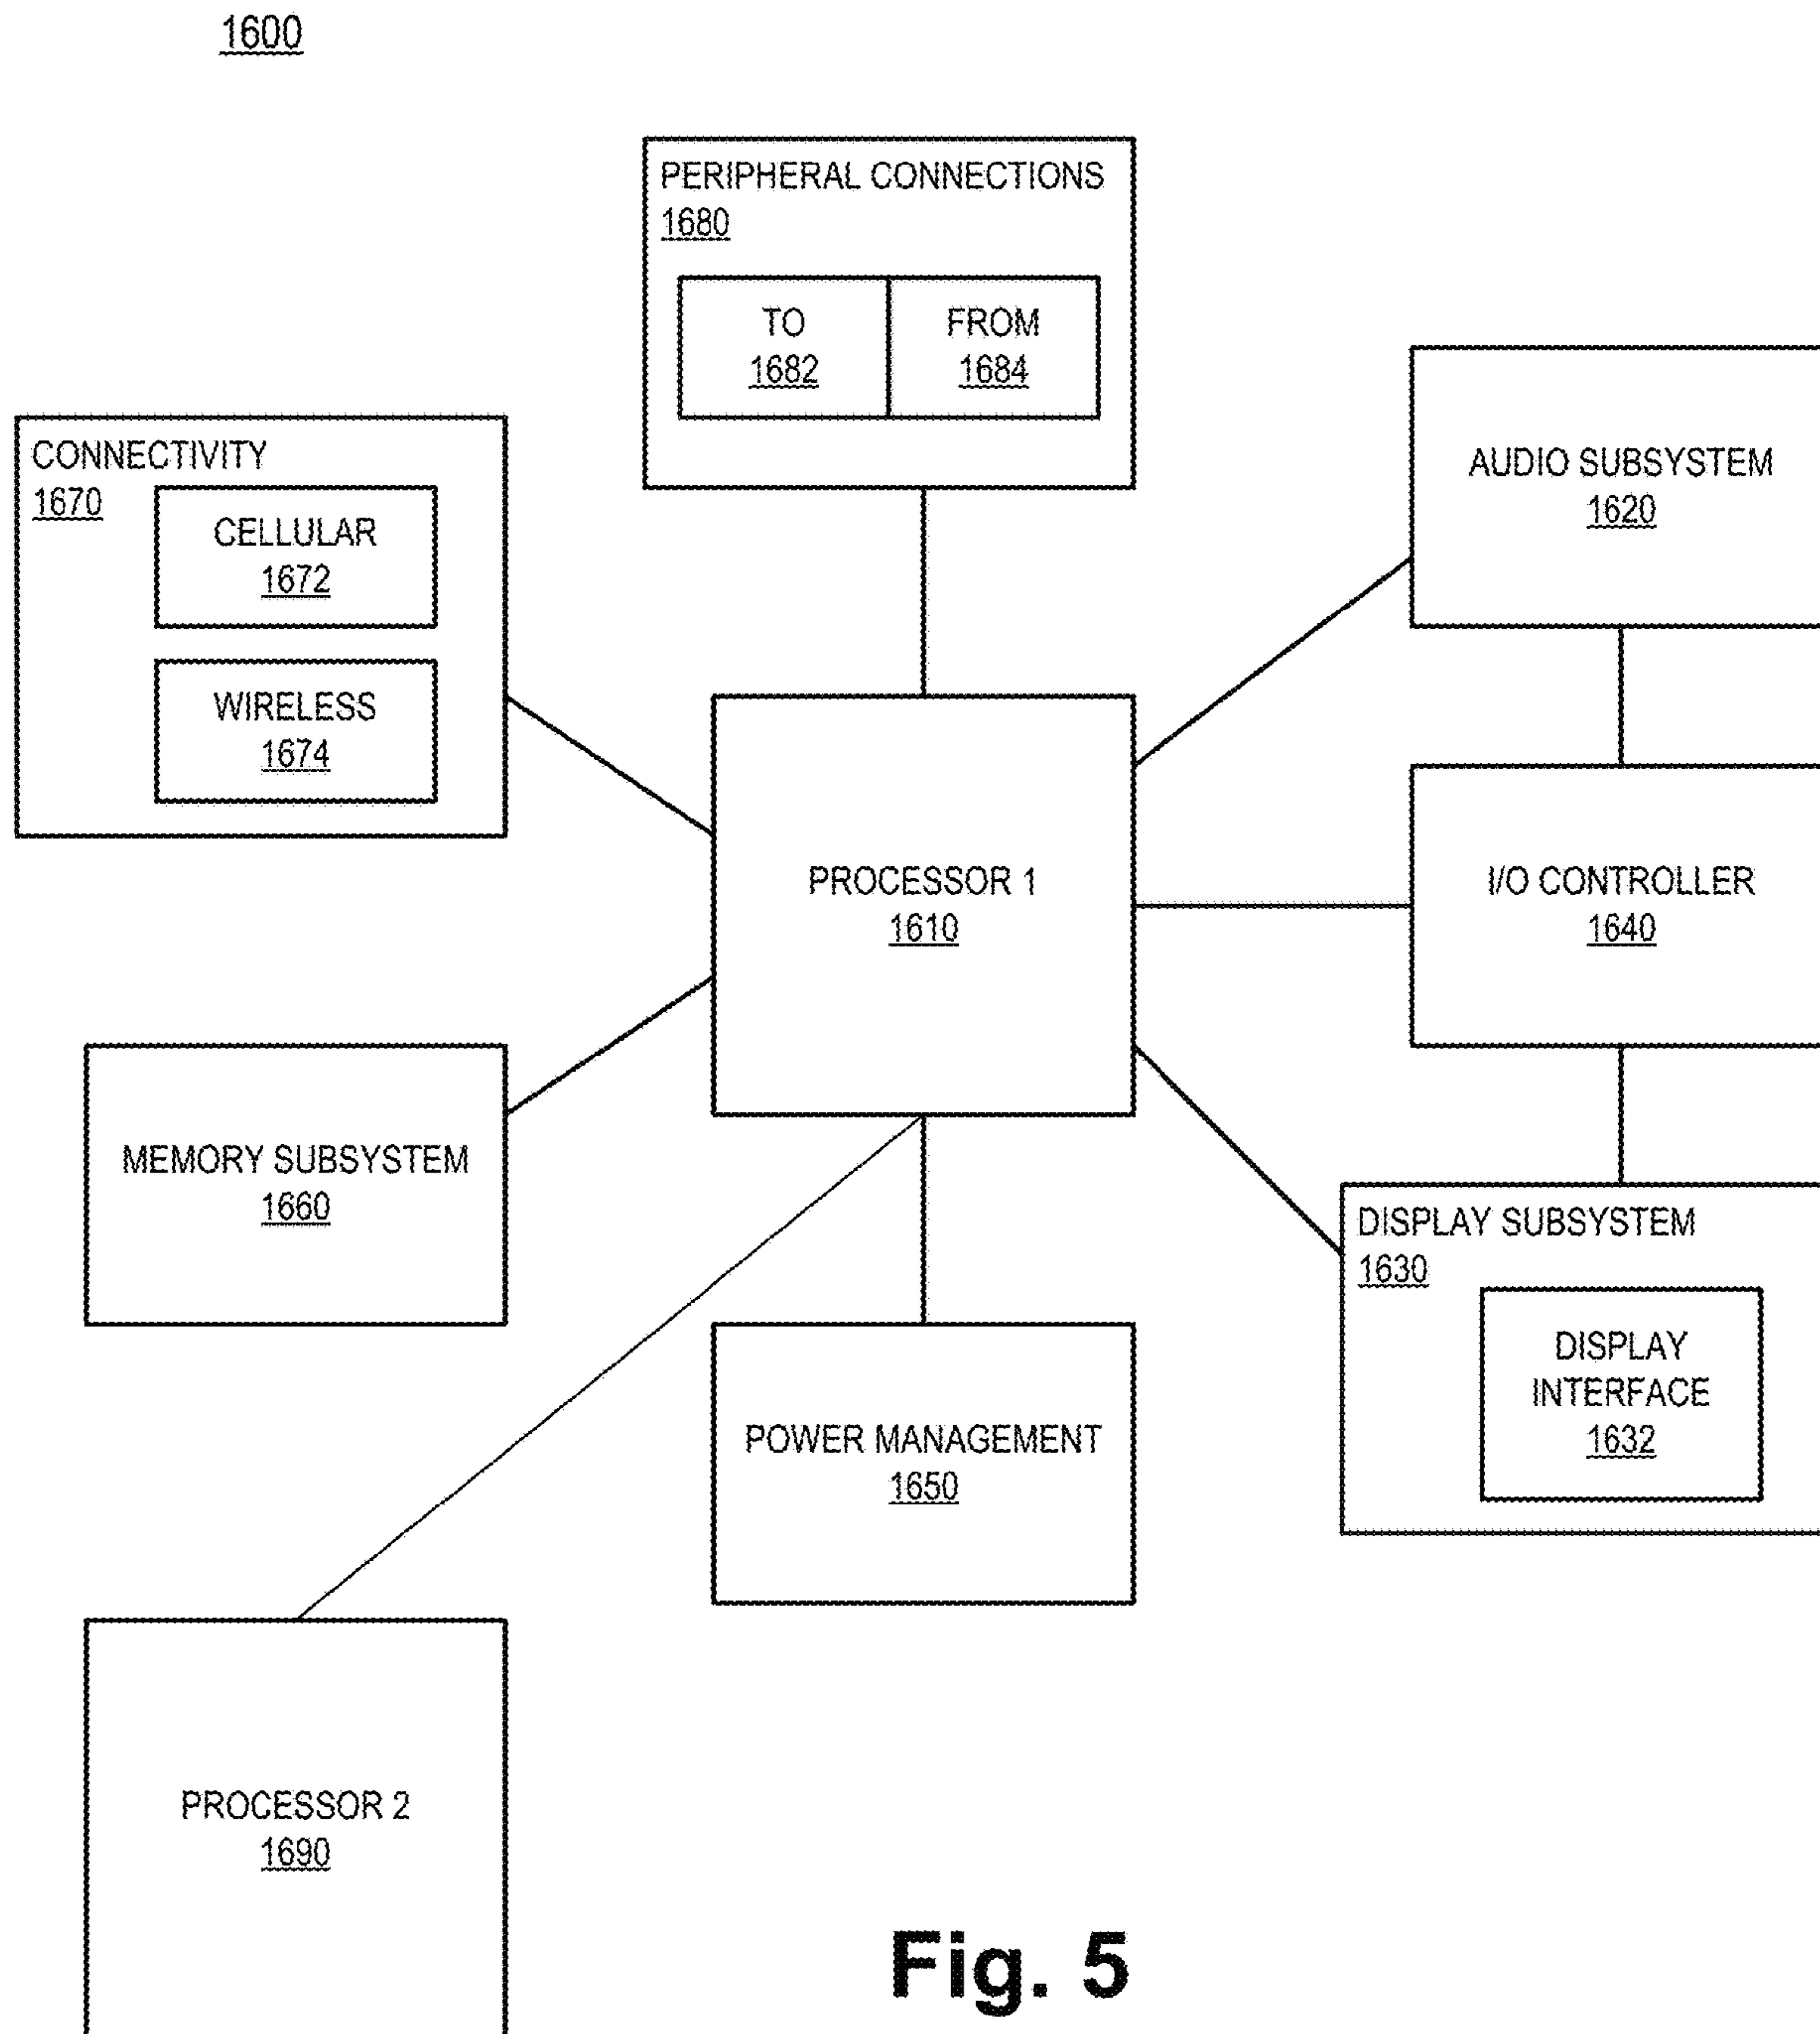 1600
PERIPHERAL CONNECTIONS
1680
TO
1682
FROM
1684
CONNECTIVITY
1670
CELLULAR
1672
WIRELESS
1674
AUDIO SUBSYSTEM
1620
PROCESSOR 1
1610
I/O CONTROLLER
1640
MEMORY SUBSYSTEM
1660
DISPLAY SUBSYSTEM
1630
DISPLAY
INTERFACE
1632
POWER MANAGEMENT
1650
PROCESSOR 2
1690
Fig. 5